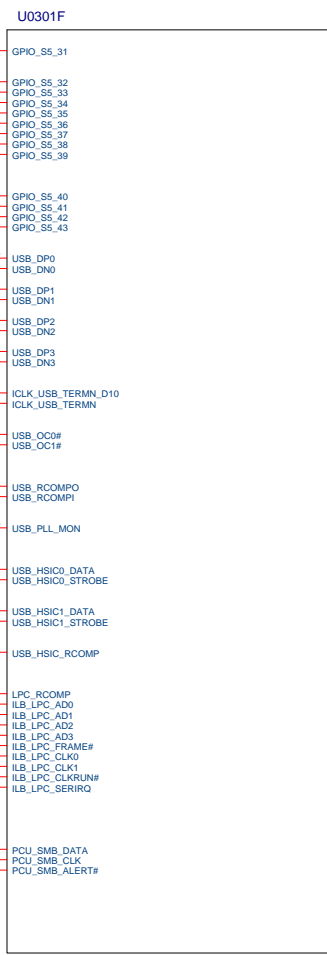 U0301F
GPIO_S5_31
GPIO_S5_32
GPIO_S5_33
GPIO_S5_34
GPIO_S5_35
GPIO_S5_36
GPIO_S5_37
GPIO_S5_38
GPIO_S5_39
GPIO_S5_40
GPIO_S5_41
GPIO_S5_42
GPIO_S5_43
USB_DP0
USB_DN0
USB_DP1
USB_DN1
USB_DP2
USB_DN2
USB_DP3
USB_DN3
ICLK_USB_TERMN_D10
ICLK_USB_TERMN
USB_OC0#
USB_OC1#
USB_RCOMPO
USB_RCOMPI
USB_PLL_MON
USB_HSIC0_DATA
USB_HSIC0_STROBE
USB_HSIC1_DATA
USB_HSIC1_STROBE
USB_HSIC_RCOMP
LPC_RCOMP
ILB_LPC_AD0
ILB_LPC_AD1
ILB_LPC_AD2
ILB_LPC_AD3
ILB_LPC_FRAME#
ILB_LPC_CLK0
ILB_LPC_CLK1
ILB_LPC_CLKRUN#
ILB_LPC_SERIRQ
PCU_SMB_DATA
PCU_SMB_CLK
PCU_SMB_ALERT#